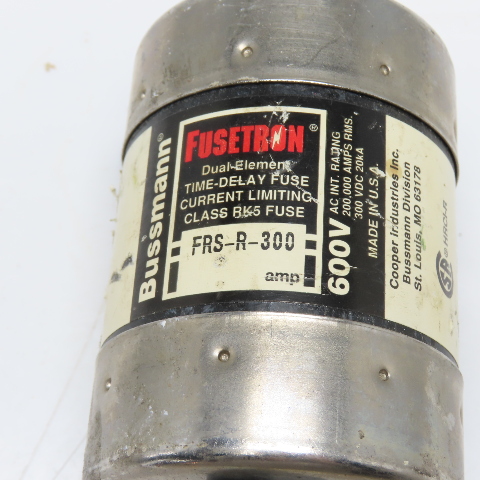 Bussmann®
FUSETRON®
Dual-Element
TIME-DELAY FUSE
CURRENT LIMITING
CLASS RK5 FUSE
FRS-R-300
amp
600V
AC INT. RATING
200,000 AMPS RMS.
300 VDC 20kA
MADE IN U.S.A.
Cooper Industries Inc.
Bussmann Division
St. Louis, MO 63178